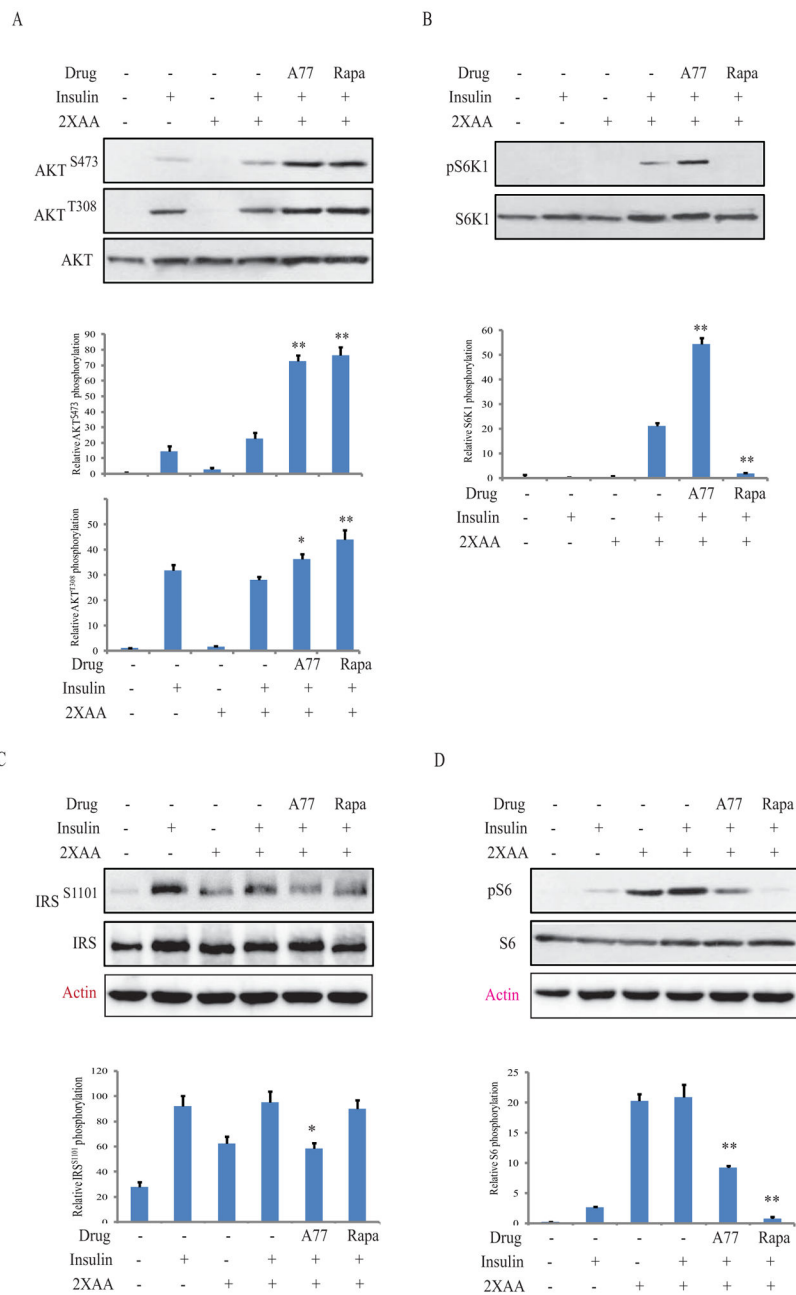 A
Drug - - - - A77 Rapa
Insulin - + - + + +
2XAA - - + + + +
AKT S473
AKT T308
AKT
Relative AKT S473 phosphorylation
90
80
70
60
50
40
30
20
10
0
** **
Relative AKT T308 phosphorylation
50
40
30
20
10
0
* **
Drug - - - - A77 Rapa
Insulin - + - + + +
2XAA - - + + + +
B
Drug - - - - A77 Rapa
Insulin - + - + + +
2XAA - - + + + +
pS6K1
S6K1
Relative S6K1 phosphorylation
60
50
40
30
20
10
0
** **
Drug - - - - A77 Rapa
Insulin - + - + + +
2XAA - - + + + +
C
Drug - - - - A77 Rapa
Insulin - + - + + +
2XAA - - + + + +
IRS S1101
IRS
Actin
Relative IRS S1101 phosphorylation
120
100
80
60
40
20
0
*
Drug - - - - A77 Rapa
Insulin - + - + + +
2XAA - - + + + +
D
Drug - - - - A77 Rapa
Insulin - + - + + +
2XAA - - + + + +
pS6
S6
Actin
Relative S6 phosphorylation
25
20
15
10
5
0
** **
Drug - - - - A77 Rapa
Insulin - + - + + +
2XAA - - + + + +